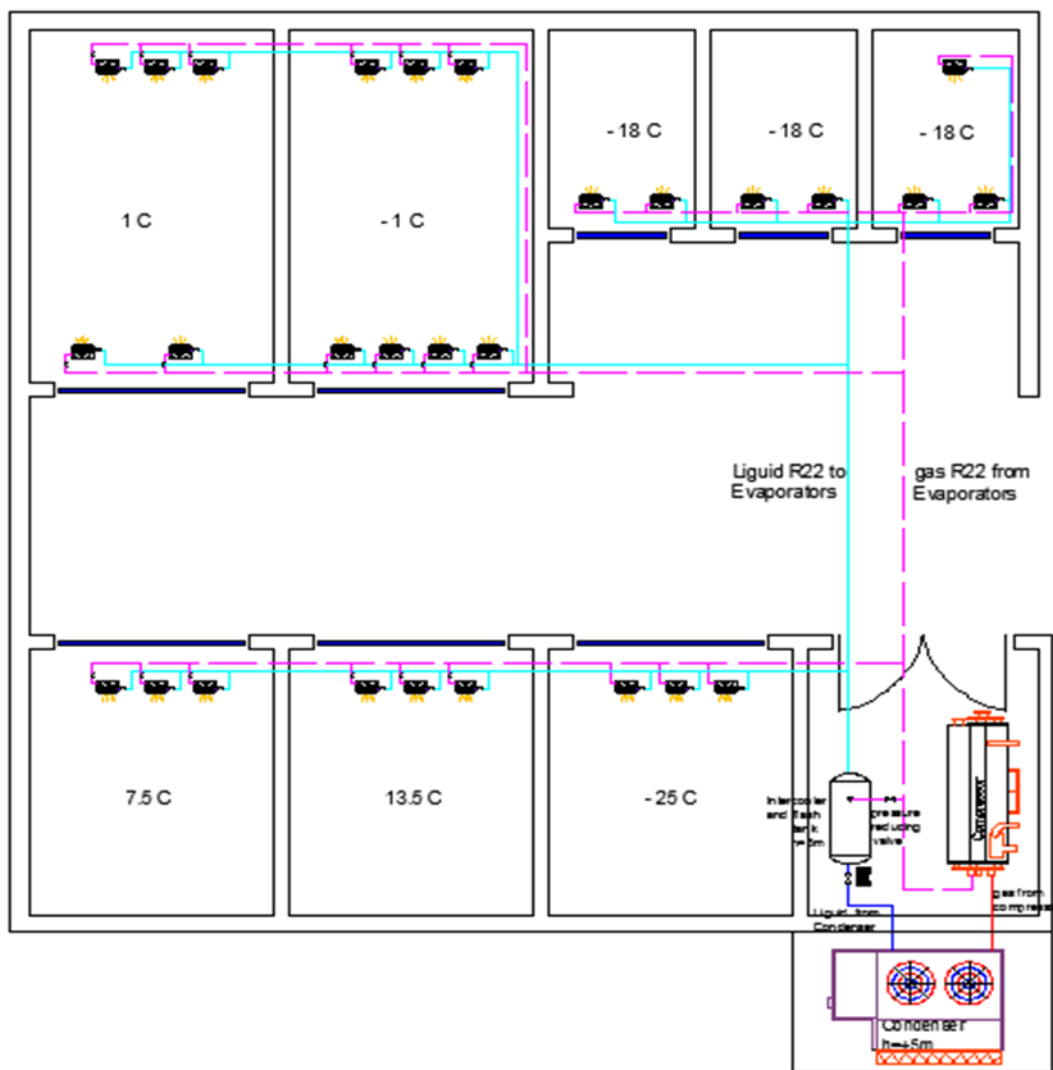 - 18 C
- 18 C
- 18 C
1 C
- 1 C
Liguid R22 to
Evaporators
gas R22 from
Evaporators
7.5 C
13.5 C
- 25 C
Intercooler
and flash
tank
pressure
reducing
valve
gas from
Liquid from
Condenser
Condenser
h=+5m